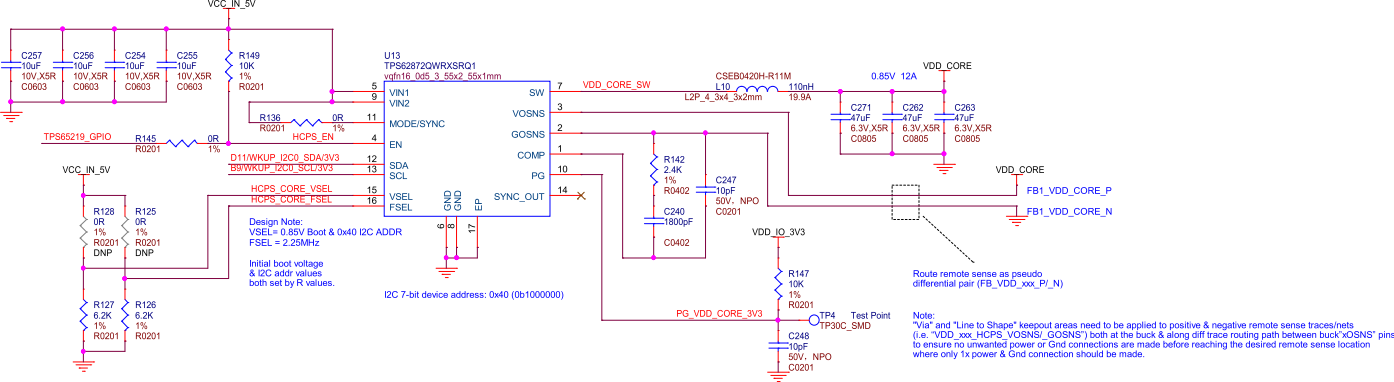 VCC_IN_5V
C257
10uF
10V,X5R
C0603
C256
10uF
10V,X5R
C0603
C254
10uF
10V,X5R
C0603
C255
10uF
10V,X5R
C0603
R149
10K
1%
R0201
U13
TPS62872QWRXSRQ1
vqfn16_0d5_3_55x2_55x1mm
5
VIN1
9
VIN2
11
MODE/SYNC
4
EN
12
SDA
13
SCL
15
VSEL
16
FSEL
SW
7
VOSNS
3
GOSNS
2
COMP
1
PG
10
SYNC_OUT
14
GND
GND
EP
6
8
17
R136
0R
R0201
1%
TPS65219_GPIO
R145
0R
R0201
1%
HCPS_EN
D11/WKUP_I2C0_SDA/3V3
B9/WKUP_I2C0_SCL/3V3
HCPS_CORE_VSEL
HCPS_CORE_FSEL
VCC_IN_5V
R128
0R
1%
R0201
DNP
R125
0R
1%
R0201
DNP
R127
6.2K
1%
R0201
R126
6.2K
1%
R0201
Design Note:
VSEL= 0.85V Boot & 0x40 I2C ADDR
FSEL = 2.25MHz
Initial boot voltage
& I2C addr values
both set by R values.
I2C 7-bit device address: 0x40 (0b1000000)
VDD_CORE_SW
CSEB0420H-R11M
L10
110nH
L2P_4_3x4_3x2mm
19.9A
0.85V 12A
VDD_CORE
C271
47uF
6.3V,X5R
C0805
C262
47uF
6.3V,X5R
C0805
C263
47uF
6.3V,X5R
C0805
R142
2.4K
1%
R0402
C240
1800pF
C0402
C247
10pF
50V，NPO
C0201
VDD_CORE
FB1_VDD_CORE_P
FB1_VDD_CORE_N
VDD_IO_3V3
R147
10K
1%
R0201
PG_VDD_CORE_3V3
TP4
Test Point
TP30C_SMD
C248
10pF
50V，NPO
C0201
Route remote sense as pseudo
differential pair (FB_VDD_xxx_P/_N)
Note:
"Via" and "Line to Shape" keepout areas need to be applied to positive & negative remote sense traces/nets
(i.e. "VDD_xxx_HCPS_VOSNS/_GOSNS") both at the buck & along diff trace routing path between buck"xOSNS" pins
to ensure no unwanted power or Gnd connections are made before reaching the desired remote sense location
where only 1x power & Gnd connection should be made.